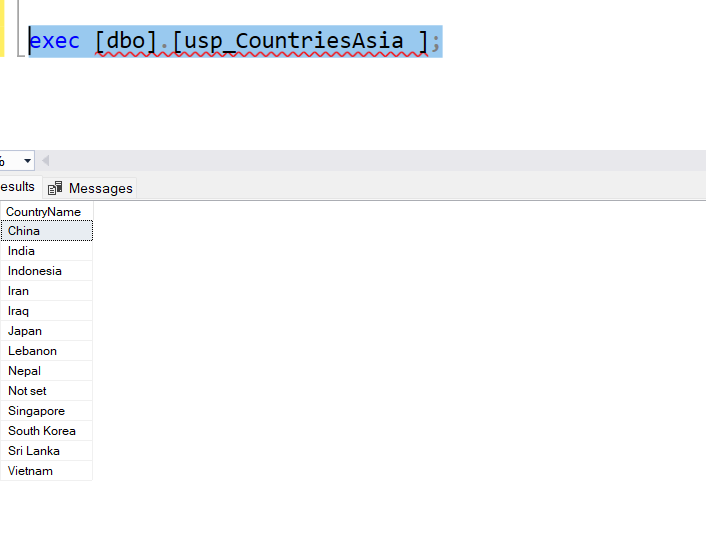 exec [dbo].[usp_CountriesAsia ];
%
esults Messages
CountryName
China
India
Indonesia
Iran
Iraq
Japan
Lebanon
Nepal
Not set
Singapore
South Korea
Sri Lanka
Vietnam